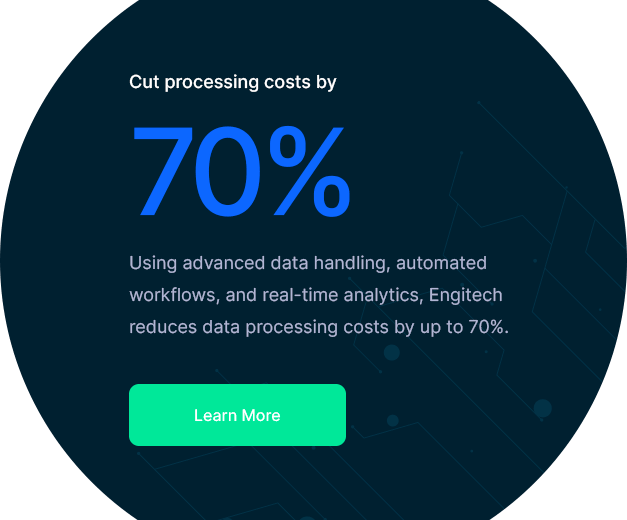 Cut processing costs by
70%
Using advanced data handling, automated
workflows, and real-time analytics, Engitech
reduces data processing costs by up to 70%.
Learn More